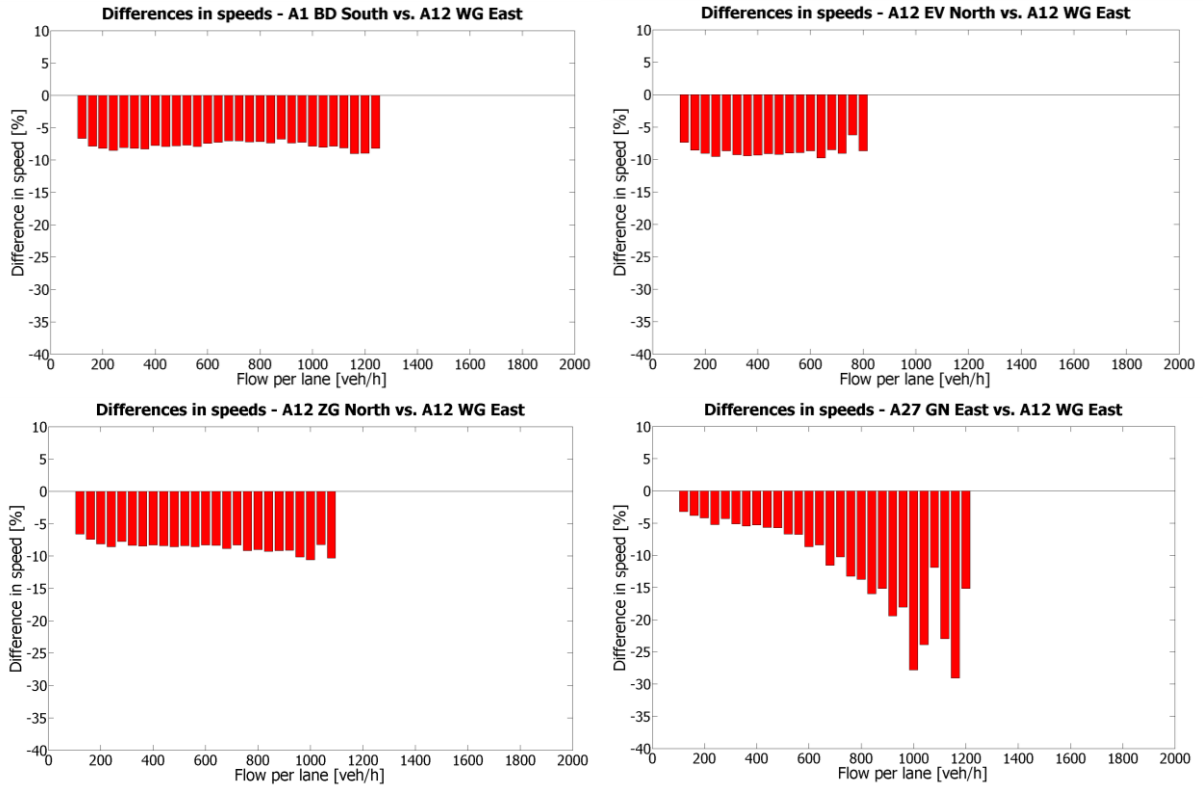 Differences in speeds - A1 BD South vs. A12 WG East
10
5
0
-5
-10
-15
-20
-25
-30
-35
-40
Difference in speed [%]
0 200 400 600 800 1000 1200 1400 1600 1800 2000
Flow per lane [veh/h]
Differences in speeds - A12 EV North vs. A12 WG East
10
5
0
-5
-10
-15
-20
-25
-30
-35
-40
Difference in speed [%]
0 200 400 600 800 1000 1200 1400 1600 1800 2000
Flow per lane [veh/h]
Differences in speeds - A12 ZG North vs. A12 WG East
10
5
0
-5
-10
-15
-20
-25
-30
-35
-40
Difference in speed [%]
0 200 400 600 800 1000 1200 1400 1600 1800 2000
Flow per lane [veh/h]
Differences in speeds - A27 GN East vs. A12 WG East
10
5
0
-5
-10
-15
-20
-25
-30
-35
-40
Difference in speed [%]
0 200 400 600 800 1000 1200 1400 1600 1800 2000
Flow per lane [veh/h]